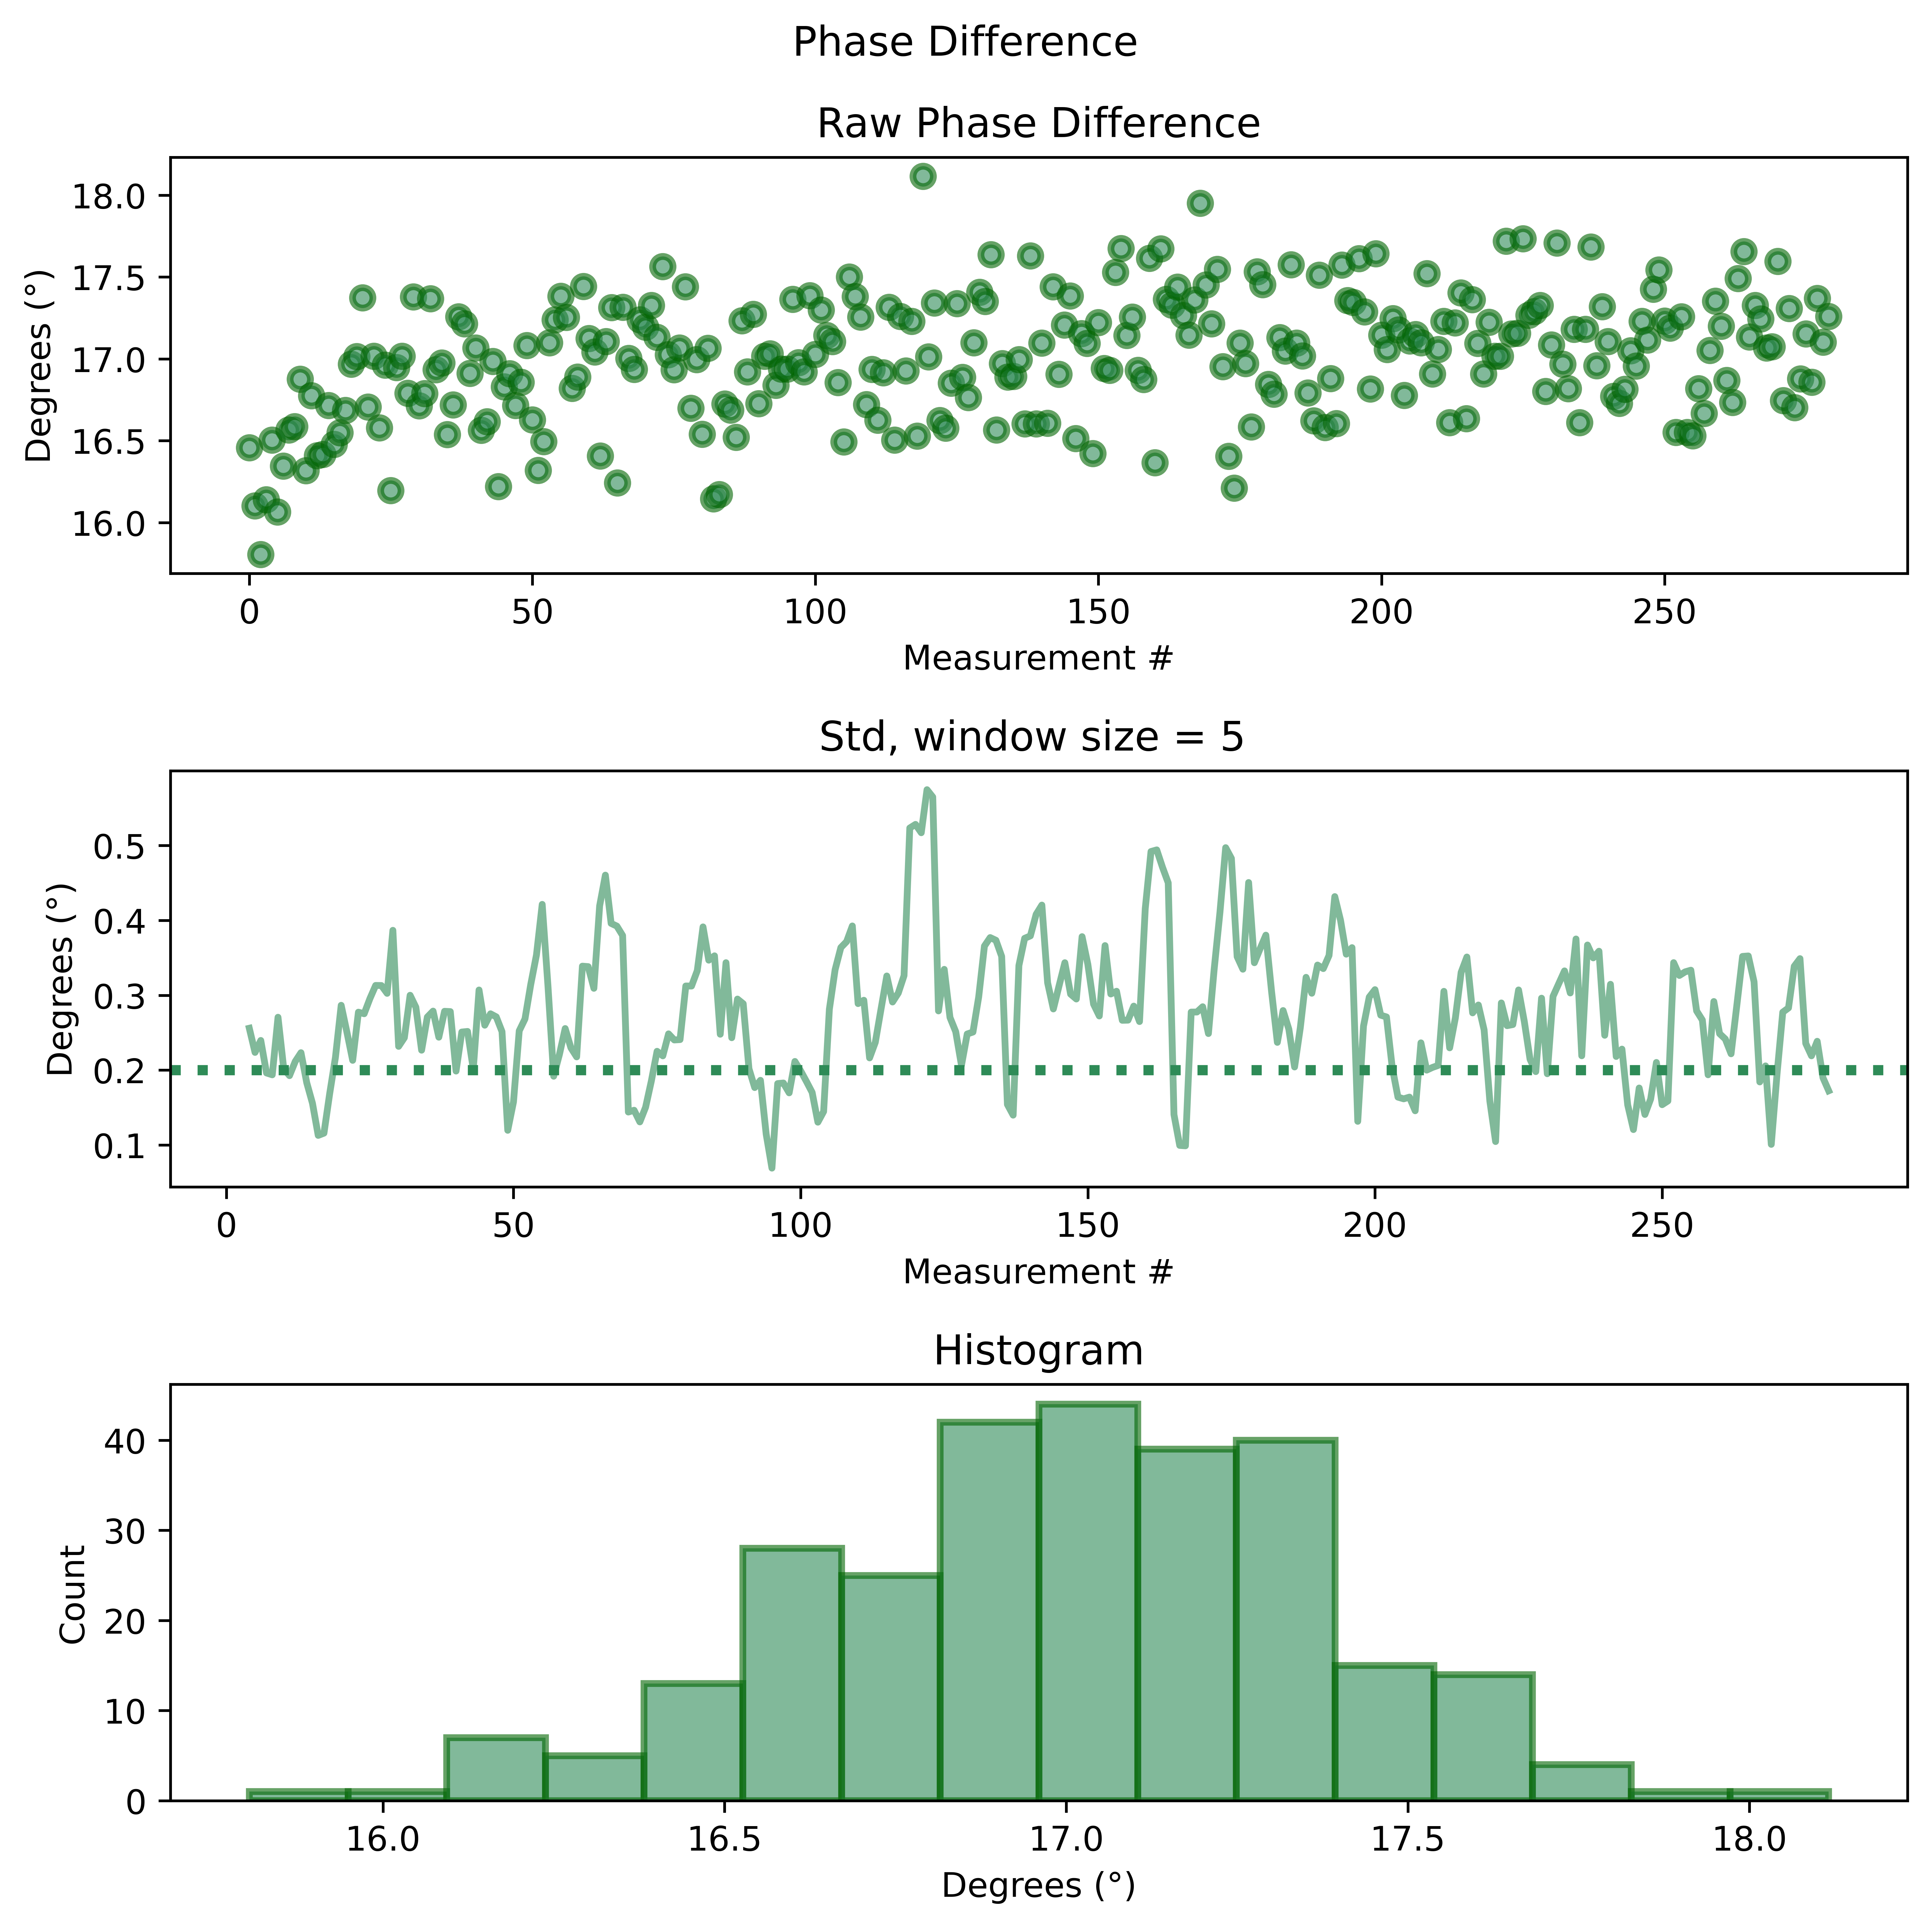 Phase Difference
Raw Phase Difference
18.0
17.5
17.0
16.5
16.0
Degrees (°)
0 50 100 150 200 250
Measurement #
Std, window size = 5
0.5
0.4
0.3
0.2
0.1
Degrees (°)
0 50 100 150 200 250
Measurement #
Histogram
40
30
20
10
0
Count
16.0 16.5 17.0 17.5 18.0
Degrees (°)